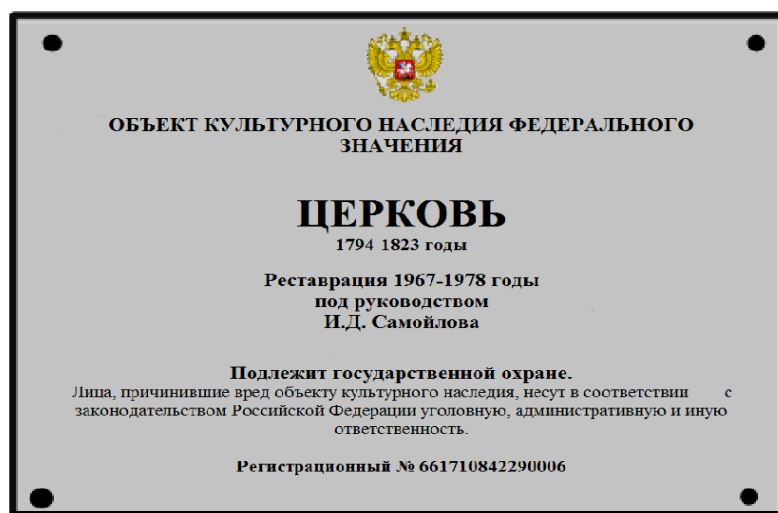 ОБЪЕКТ КУЛЬТУРНОГО НАСЛЕДИЯ ФЕДЕРАЛЬНОГО
ЗНАЧЕНИЯ
ЦЕРКОВЬ
1794 1823 годы
Реставрация 1967-1978 годы
под руководством
И.Д. Самойлова
Подлежит государственной охране.
Лица, причинившие вред объекту культурного наследия, несут в соответствии с
законодательством Российской Федерации уголовную, административную и иную
ответственность.
Регистрационный № 661710842290006